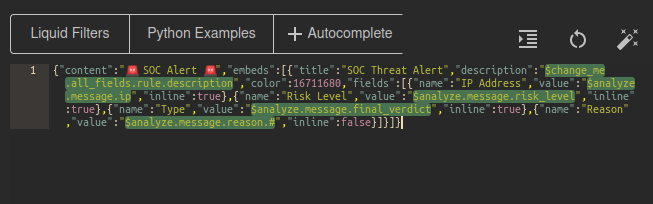 Liquid Filters Python Examples + Autocomplete
1 {"content":"🚨 SOC Alert 🚨","embeds":[{"title":"SOC Threat Alert","description":"$change_me
.all_fields.rule.description","color":16711680,"fields":[{"name":"IP Address","value":"$analyze
.message.ip","inline":true},{"name":"Risk Level","value":"$analyze.message.risk_level","inline"
:true},{"name":"Type","value":"$analyze.message.final_verdict","inline":true},{"name":"Reason"
,"value":"$analyze.message.reason.#","inline":false}]}]}